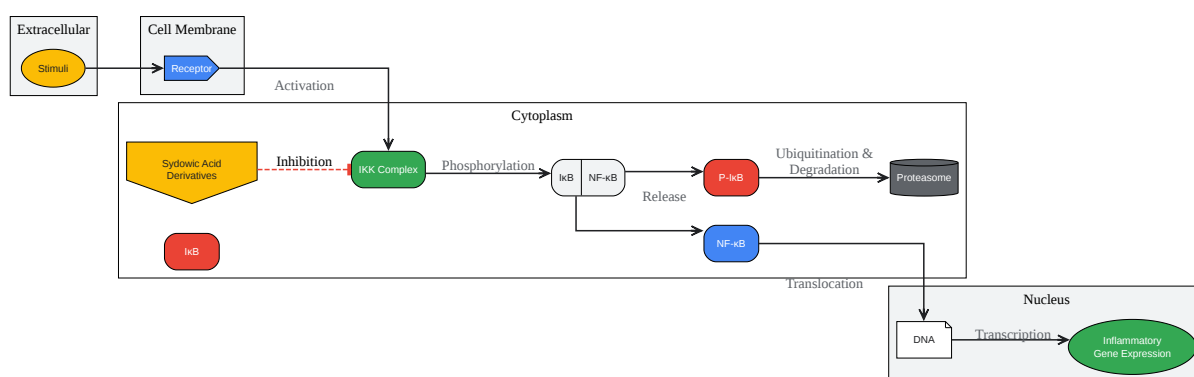 Extracellular
Cell Membrane
Stimuli
Receptor
Activation
Cytoplasm
Sydowic Acid
Derivatives
Inhibition
IKK Complex
Phosphorylation
IκB
NF-κB
Release
P-IκB
Ubiquitination &
Degradation
Proteasome
IκB
NF-κB
Translocation
Nucleus
DNA
Transcription
Inflammatory
Gene Expression